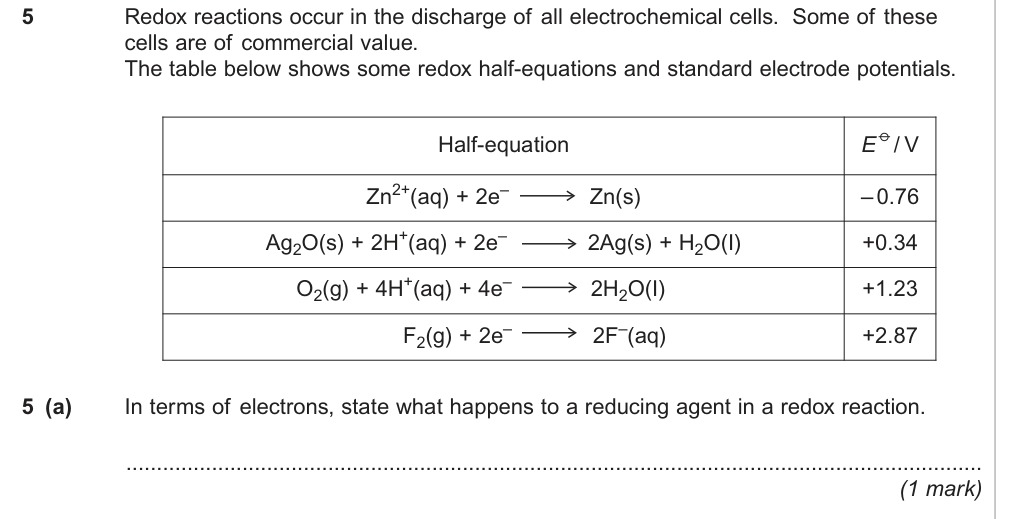 5 Redox reactions occur in the discharge of all electrochemical cells. Some of these
cells are of commercial value.
The table below shows some redox half-equations and standard electrode potentials.
Half-equation E⦵ / V
Zn²⁺(aq) + 2e⁻ ⟶ Zn(s) –0.76
Ag₂O(s) + 2H⁺(aq) + 2e⁻ ⟶ 2Ag(s) + H₂O(l) +0.34
O₂(g) + 4H⁺(aq) + 4e⁻ ⟶ 2H₂O(l) +1.23
F₂(g) + 2e⁻ ⟶ 2F⁻(aq) +2.87
5 (a) In terms of electrons, state what happens to a reducing agent in a redox reaction.
(1 mark)